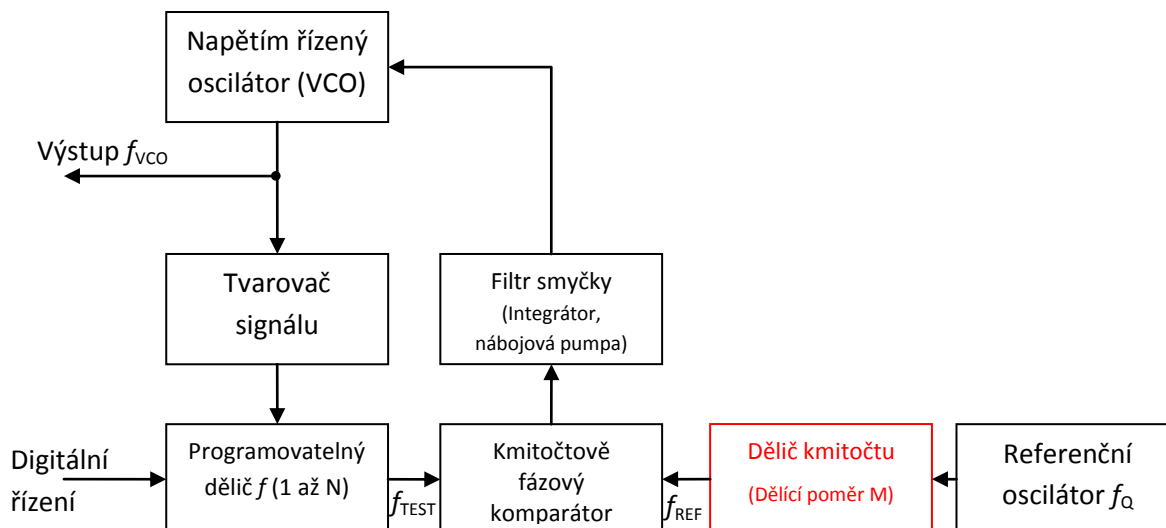 Napětím řízený
oscilátor (VCO)
Výstup fVCO
Tvarovač
signálu
Filtr smyčky
(Integrátor,
nábojová pumpa)
Digitální
řízení
Programovatelný
dělič f (1 až N)
fTEST
Kmitočtově
fázový
komparátor
fREF
Dělič kmitočtu
(Dělící poměr M)
Referenční
oscilátor fQ